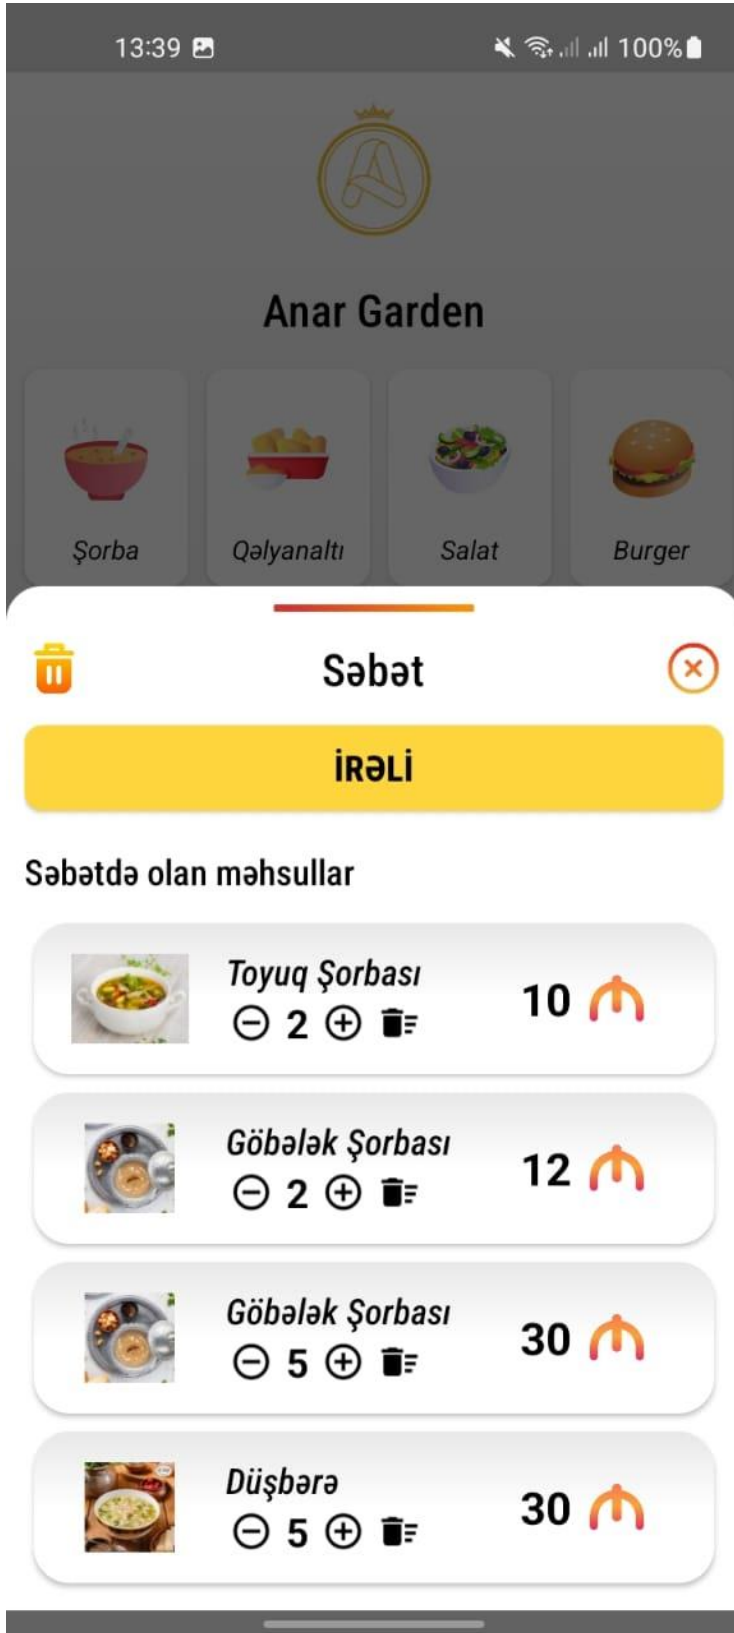 13:39
100%
Anar Garden
Şorba
Qəlyanaltı
Salat
Burger
Səbət
İRƏLİ
Səbətdə olan məhsullar
Toyuq Şorbası
2
10 ₼
Göbələk Şorbası
2
12 ₼
Göbələk Şorbası
5
30 ₼
Düşbərə
5
30 ₼